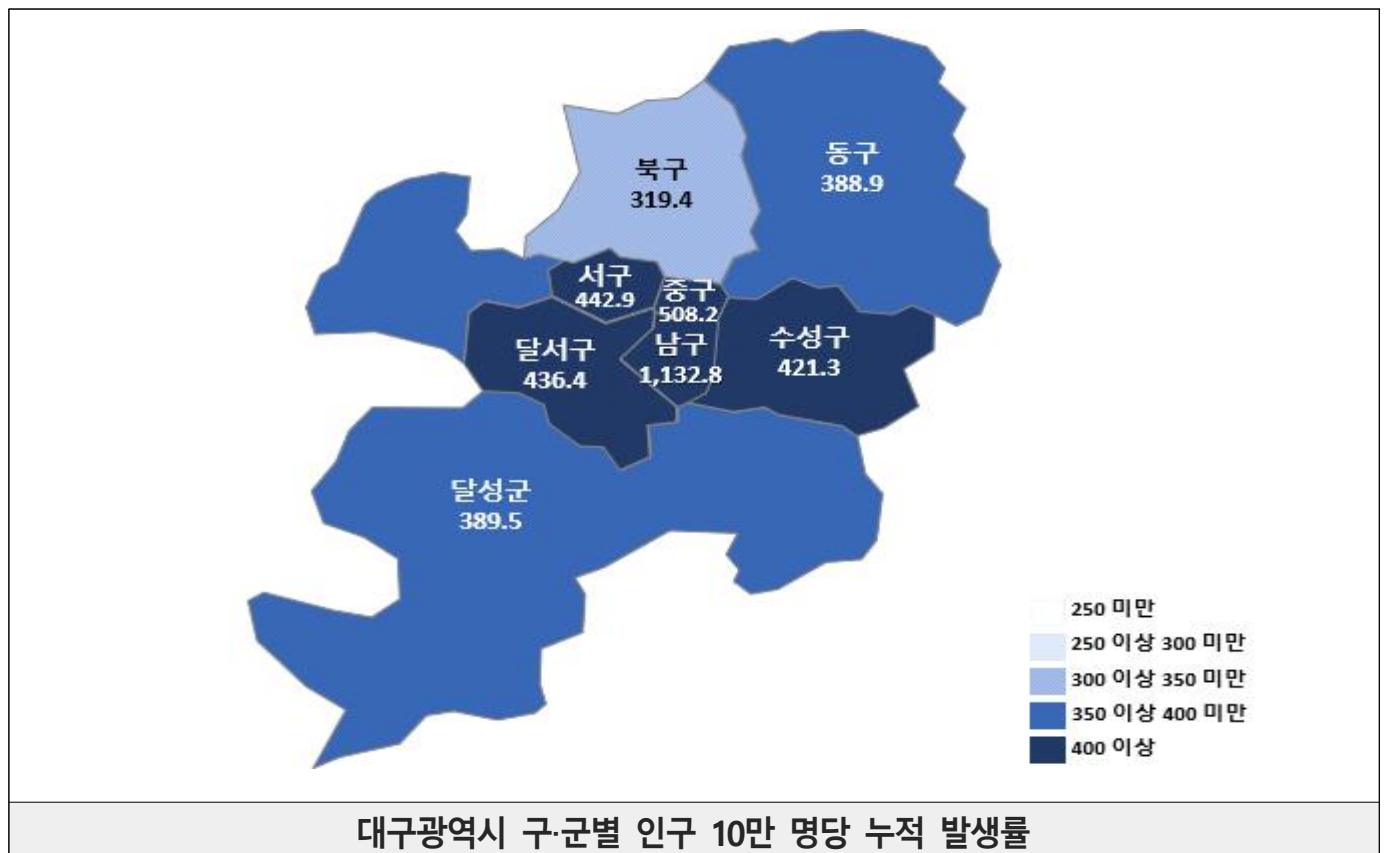 북구
319.4
동구
388.9
서구
442.9
중구
508.2
달서구
436.4
남구
1,132.8
수성구
421.3
달성군
389.5
250 미만
250 이상 300 미만
300 이상 350 미만
350 이상 400 미만
400 이상
대구광역시 구·군별 인구 10만 명당 누적 발생률